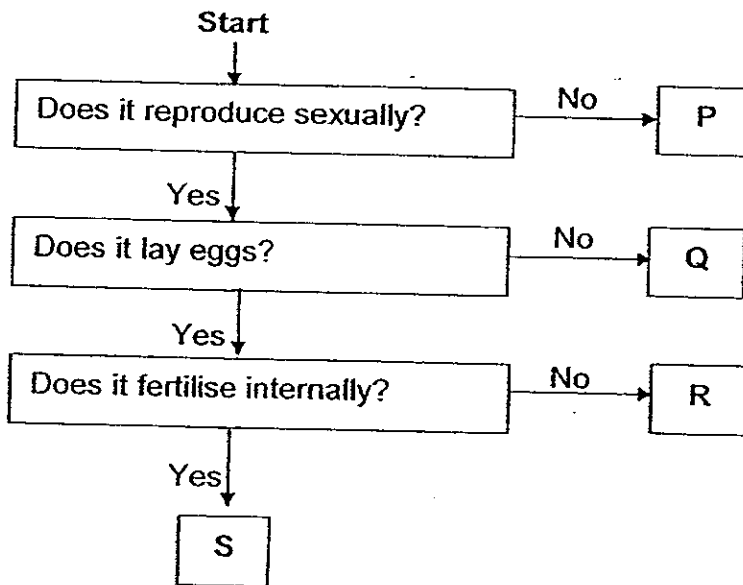 Start
Does it reproduce sexually?
No
P
Yes
Does it lay eggs?
No
Q
Yes
Does it fertilise internally?
No
R
Yes
S